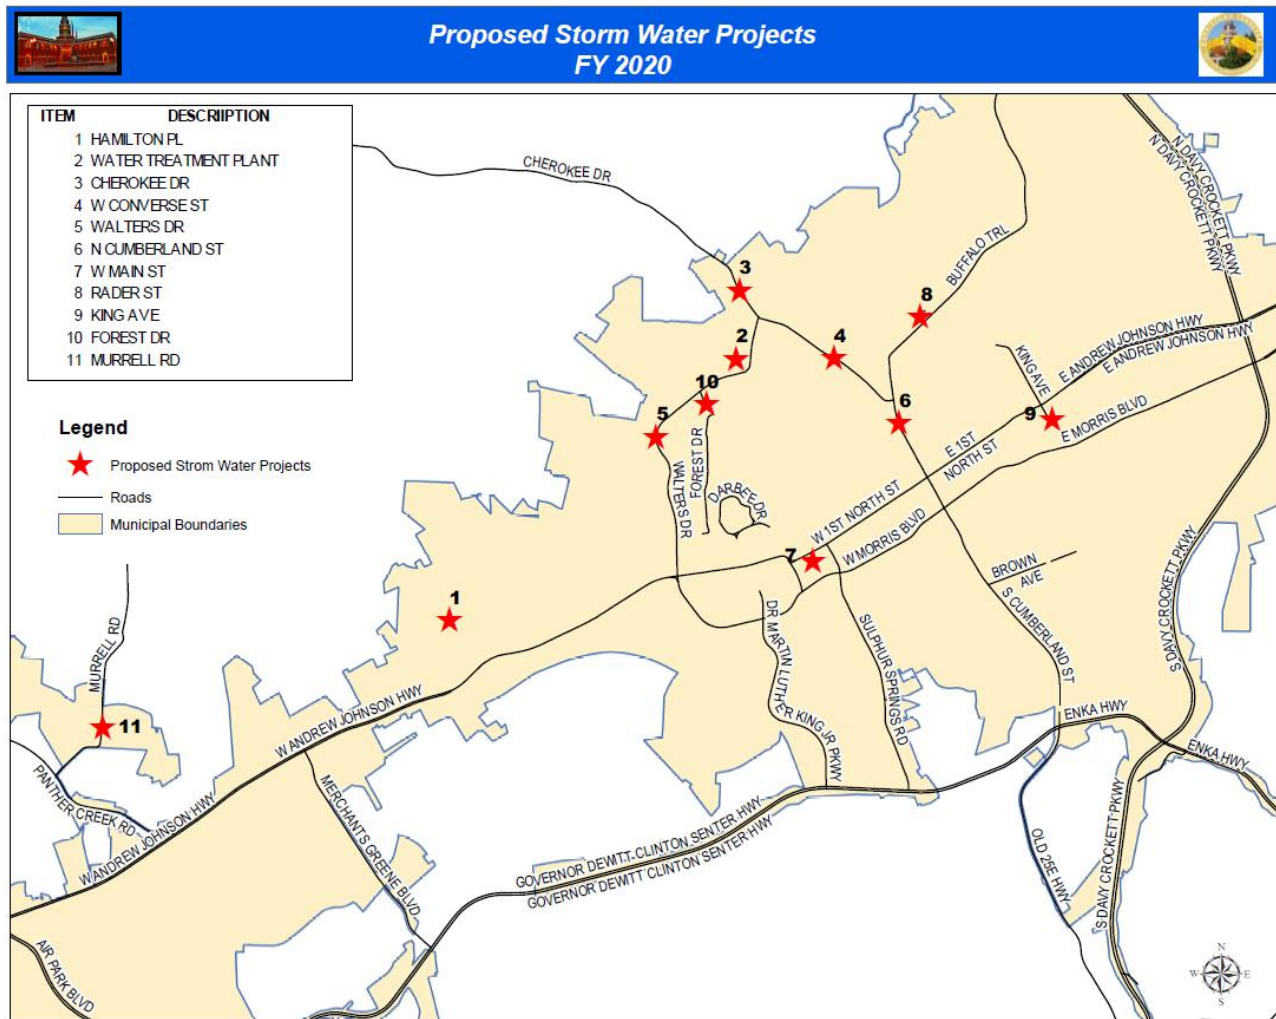 Proposed Storm Water Projects
FY 2020
ITEM DESCRIIPTION
1 HAMILTON PL
2 WATER TREATMENT PLANT
3 CHEROKEE DR
4 W CONVERSE ST
5 WALTERS DR
6 N CUMBERLAND ST
7 W MAIN ST
8 RADER ST
9 KING AVE
10 FOREST DR
11 MURRELL RD
Legend
Proposed Strom Water Projects
Roads
Municipal Boundaries
CHEROKEE DR
N DAVY CROCKETT PKWY
N DAVY CROCKETT PKWY
BUFFALO TRL
3
8
2
4
10
5
6
9
KING AVE
E ANDREW JOHNSON HWY
E ANDREW JOHNSON HWY
E MORRIS BLVD
E 1ST
NORTH ST
FOREST DR
WALTERS DR
DARBEE DR
W 1ST NORTH ST
W MORRIS BLVD
7
1
BROWN
AVE
S CUMBERLAND ST
S DAVY CROCKETT PKWY
DR MARTIN LUTHER KING JR PKWY
SULPHUR SPRINGS RD
MURRELL RD
11
W ANDREW JOHNSON HWY
ENKA HWY
ENKA HWY
PANTHER CREEK RD
W ANDREW JOHNSON HWY
MERCHANTS GREENE BLVD
GOVERNOR DEWITT CLINTON SENTER HWY
GOVERNOR DEWITT CLINTON SENTER HWY
OLD 25E HWY
S DAVY CROCKETT PKWY
AIR PARK BLVD
N
W E
S